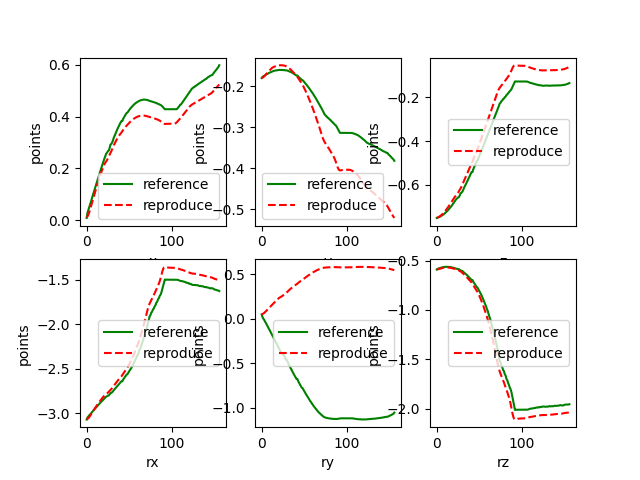 0.6
0.4
0.2
0.0
points
0
100
reference
reproduce
−0.2
−0.3
−0.4
−0.5
points
0
100
reference
reproduce
−0.2
−0.4
−0.6
points
0
100
reference
reproduce
−1.5
−2.0
−2.5
−3.0
points
0
100
rx
reference
reproduce
0.5
0.0
−0.5
−1.0
points
0
100
ry
reference
reproduce
−0.5
−1.0
−1.5
−2.0
points
0
100
rz
reference
reproduce